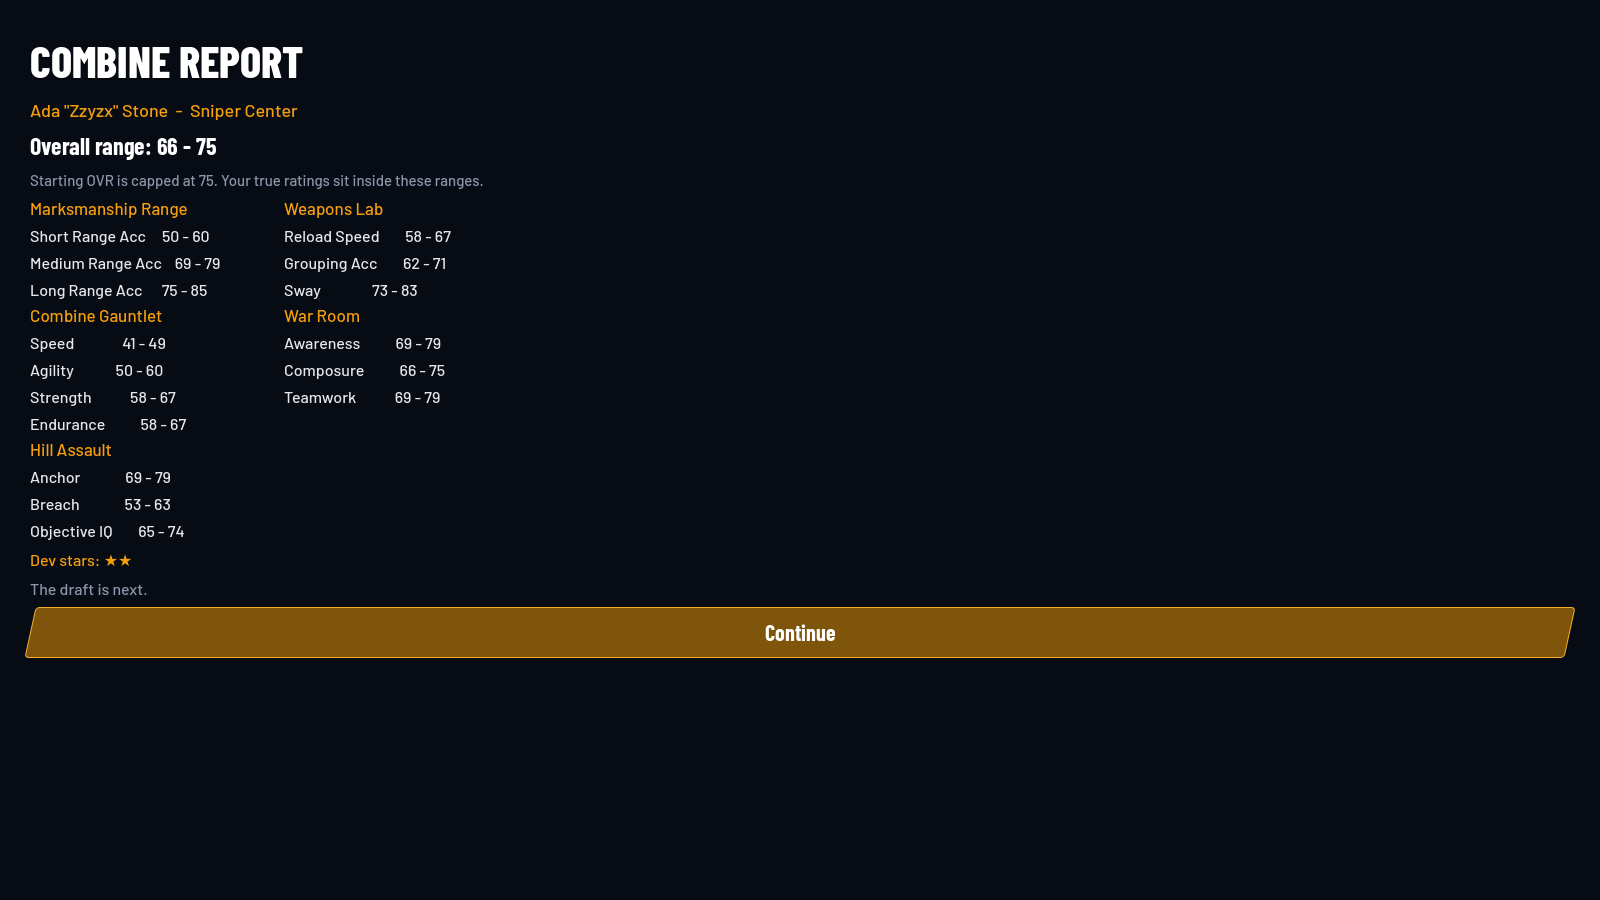 COMBINE REPORT
Ada "Zzyzx" Stone - Sniper Center
Overall range: 66 - 75
Starting OVR is capped at 75. Your true ratings sit inside these ranges.
Marksmanship Range
Short Range Acc 50 - 60
Medium Range Acc 69 - 79
Long Range Acc 75 - 85
Weapons Lab
Reload Speed 58 - 67
Grouping Acc 62 - 71
Sway 73 - 83
Combine Gauntlet
Speed 41 - 49
Agility 50 - 60
Strength 58 - 67
Endurance 58 - 67
War Room
Awareness 69 - 79
Composure 66 - 75
Teamwork 69 - 79
Hill Assault
Anchor 69 - 79
Breach 53 - 63
Objective IQ 65 - 74
Dev stars: ★★
The draft is next.
Continue